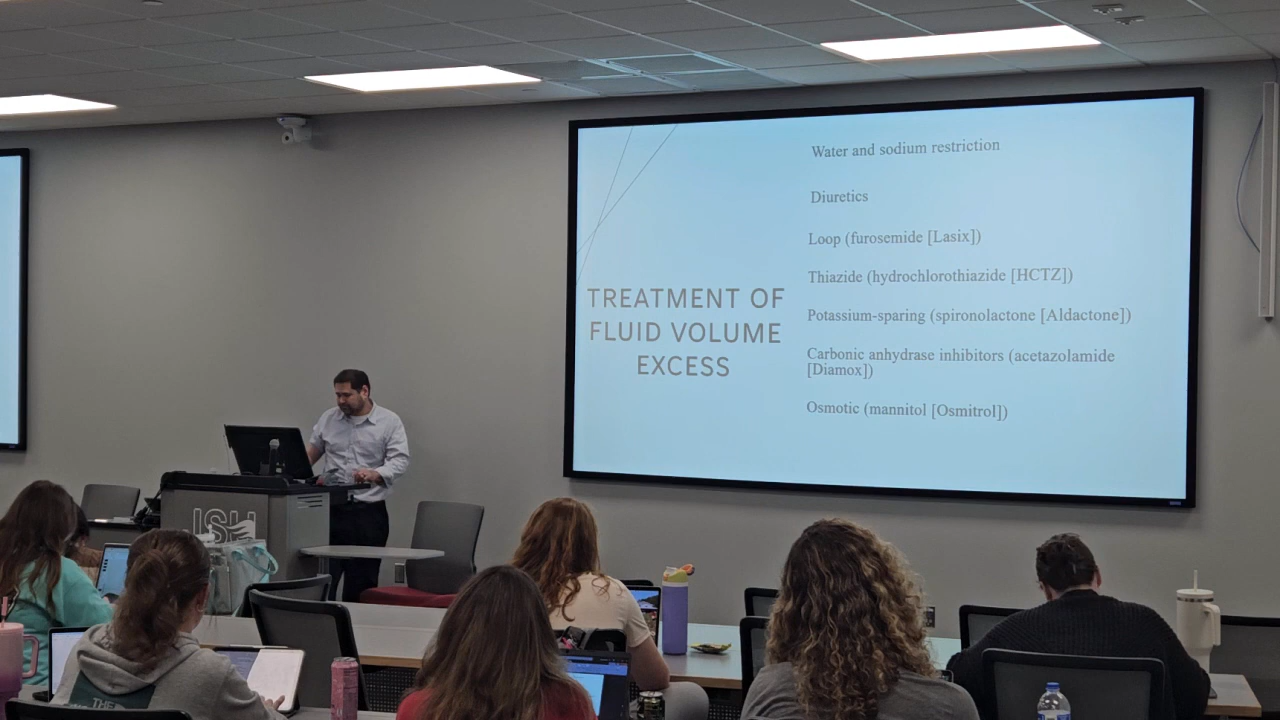 TREATMENT OF
FLUID VOLUME
EXCESS
Water and sodium restriction
Diuretics
Loop (furosemide [Lasix])
Thiazide (hydrochlorothiazide [HCTZ])
Potassium-sparing (spironolactone [Aldactone])
Carbonic anhydrase inhibitors (acetazolamide
[Diamox])
Osmotic (mannitol [Osmitrol])